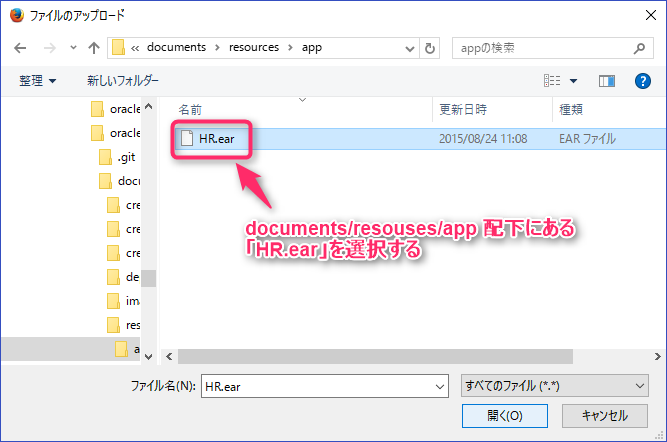 ファイルのアップロード
documents
resources
app
appの検索
整理
新しいフォルダー
名前
更新日時
種類
oracle
oracle
.git
docu
cre
cre
cre
de
ima
res
a
HR.ear
2015/08/24 11:08
EAR ファイル
documents/resouses/app 配下にある
「HR.ear」を選択する
ファイル名(N):
HR.ear
すべてのファイル (*.*)
開く(O)
キャンセル